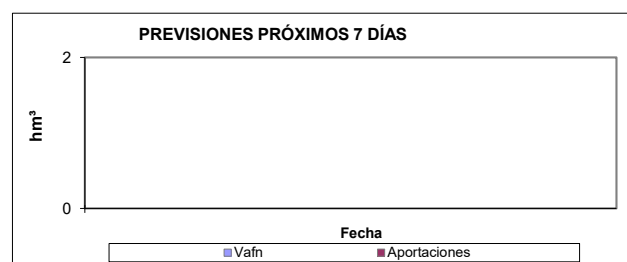 PREVISIONES PRÓXIMOS 7 DÍAS
2
hm³
0
Fecha
Vafn Aportaciones